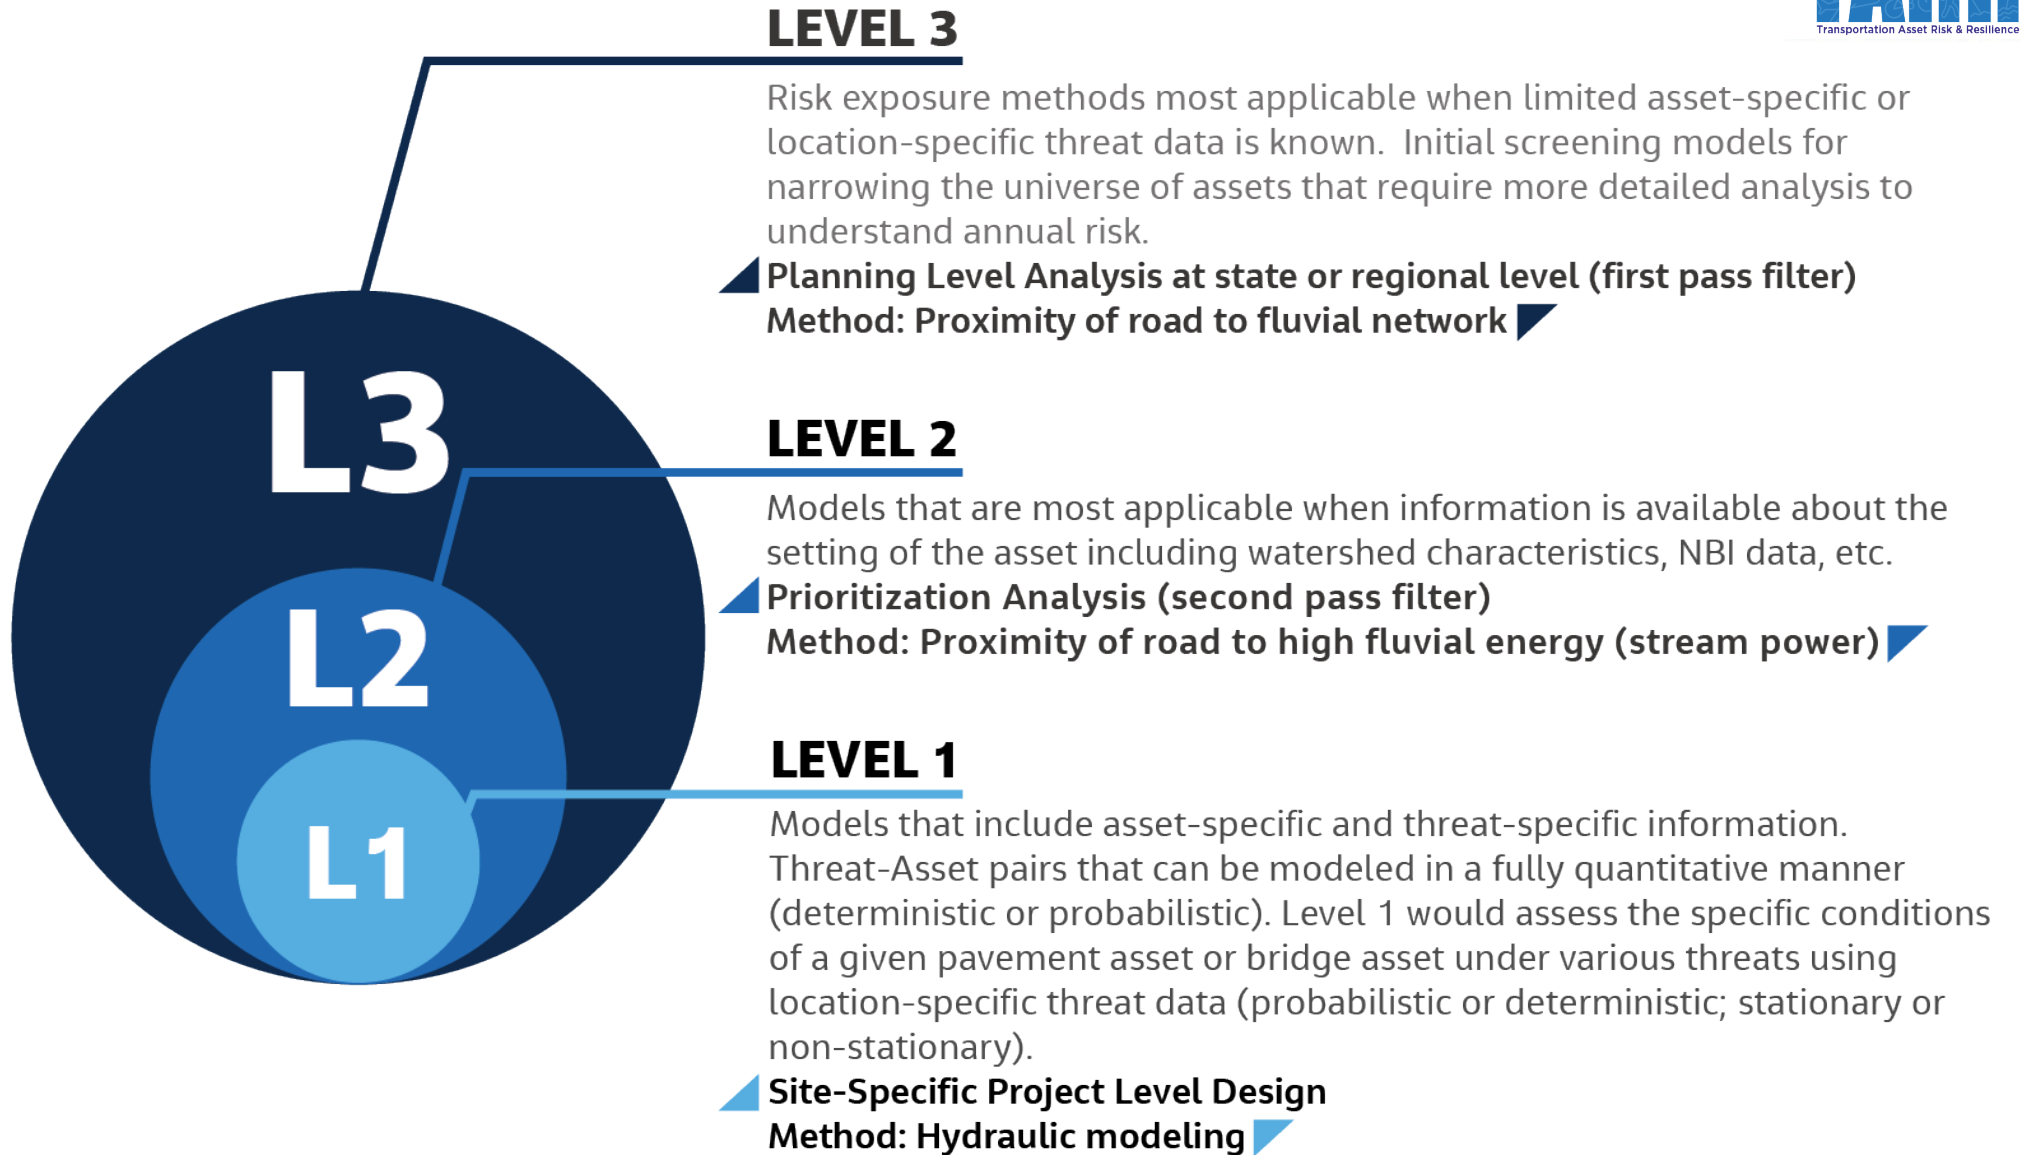 LEVEL 3
Transportation Asset Risk & Resilience
Risk exposure methods most applicable when limited asset-specific or
location-specific threat data is known.  Initial screening models for
narrowing the universe of assets that require more detailed analysis to
understand annual risk.
Planning Level Analysis at state or regional level (first pass filter)
Method: Proximity of road to fluvial network
L3
LEVEL 2
Models that are most applicable when information is available about the
setting of the asset including watershed characteristics, NBI data, etc.
Prioritization Analysis (second pass filter)
Method: Proximity of road to high fluvial energy (stream power)
L2
LEVEL 1
Models that include asset-specific and threat-specific information.
Threat-Asset pairs that can be modeled in a fully quantitative manner
(deterministic or probabilistic). Level 1 would assess the specific conditions
of a given pavement asset or bridge asset under various threats using
location-specific threat data (probabilistic or deterministic; stationary or
non-stationary).
Site-Specific Project Level Design
Method: Hydraulic modeling
L1